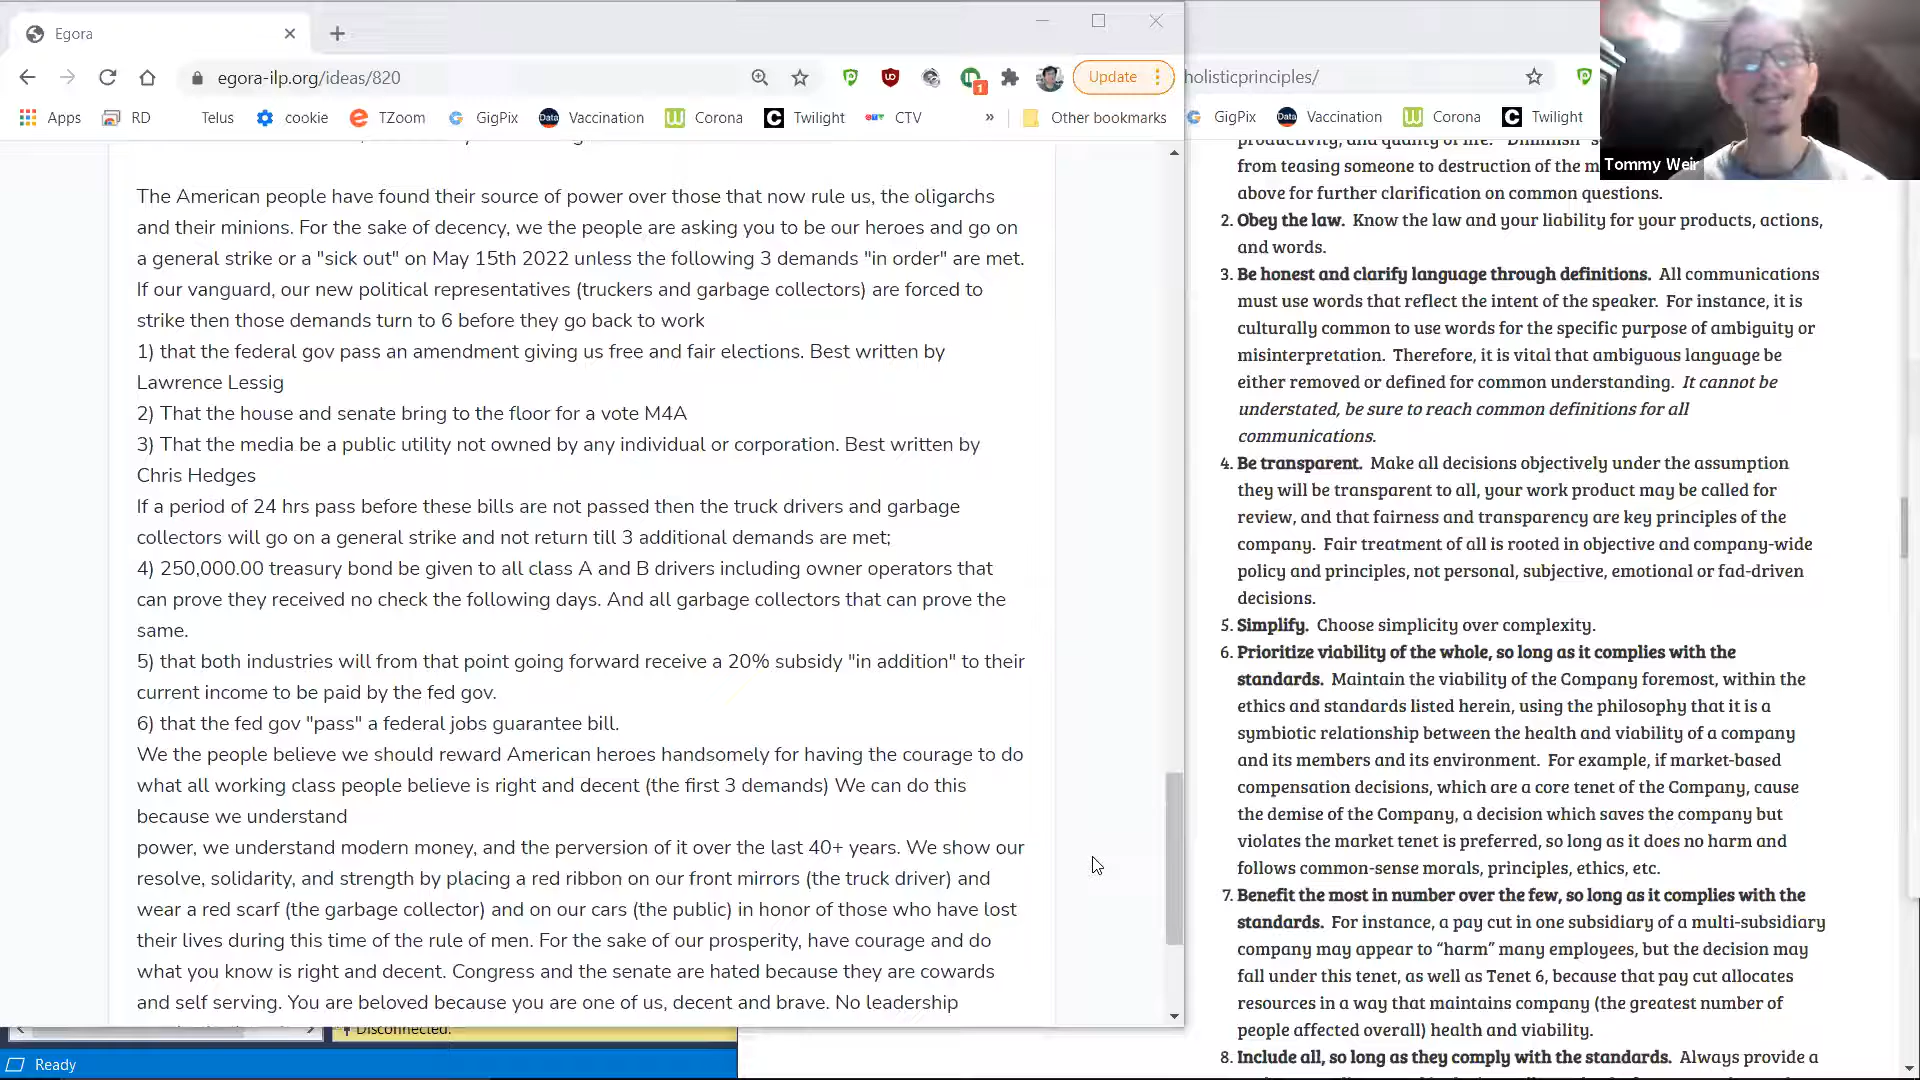 Egora
egora-ilp.org/ideas/820
Update
holisticprinciples/
Apps
RD
Telus
cookie
TZoom
GigPix
Vaccination
Corona
Twilight
CTV
»
Other bookmarks
GigPix
Vaccination
Corona
Twilight
Tommy Weir
The American people have found their source of power over those that now rule us, the oligarchs
and their minions. For the sake of decency, we the people are asking you to be our heroes and go on
a general strike or a "sick out" on May 15th 2022 unless the following 3 demands "in order" are met.
If our vanguard, our new political representatives (truckers and garbage collectors) are forced to
strike then those demands turn to 6 before they go back to work
1) that the federal gov pass an amendment giving us free and fair elections. Best written by
Lawrence Lessig
2) That the house and senate bring to the floor for a vote M4A
3) That the media be a public utility not owned by any individual or corporation. Best written by
Chris Hedges
If a period of 24 hrs pass before these bills are not passed then the truck drivers and garbage
collectors will go on a general strike and not return till 3 additional demands are met;
4) 250,000.00 treasury bond be given to all class A and B drivers including owner operators that
can prove they received no check the following days. And all garbage collectors that can prove the
same.
5) that both industries will from that point going forward receive a 20% subsidy "in addition" to their
current income to be paid by the fed gov.
6) that the fed gov "pass" a federal jobs guarantee bill.
We the people believe we should reward American heroes handsomely for having the courage to do
what all working class people believe is right and decent (the first 3 demands) We can do this
because we understand
power, we understand modern money, and the perversion of it over the last 40+ years. We show our
resolve, solidarity, and strength by placing a red ribbon on our front mirrors (the truck driver) and
wear a red scarf (the garbage collector) and on our cars (the public) in honor of those who have lost
their lives during this time of the rule of men. For the sake of our prosperity, have courage and do
what you know is right and decent. Congress and the senate are hated because they are cowards
and self serving. You are beloved because you are one of us, decent and brave. No leadership
Disconnected.
Ready
productivity, and quality of life. "Diminish"
from teasing someone to destruction of the
above for further clarification on common questions.
2. Obey the law. Know the law and your liability for your products, actions,
and words.
3. Be honest and clarify language through definitions. All communications
must use words that reflect the intent of the speaker. For instance, it is
culturally common to use words for the specific purpose of ambiguity or
misinterpretation. Therefore, it is vital that ambiguous language be
either removed or defined for common understanding. It cannot be
understated, be sure to reach common definitions for all
communications.
4. Be transparent. Make all decisions objectively under the assumption
they will be transparent to all, your work product may be called for
review, and that fairness and transparency are key principles of the
company. Fair treatment of all is rooted in objective and company-wide
policy and principles, not personal, subjective, emotional or fad-driven
decisions.
5. Simplify. Choose simplicity over complexity.
6. Prioritize viability of the whole, so long as it complies with the
standards. Maintain the viability of the Company foremost, within the
ethics and standards listed herein, using the philosophy that it is a
symbiotic relationship between the health and viability of a company
and its members and its environment. For example, if market-based
compensation decisions, which are a core tenet of the Company, cause
the demise of the Company, a decision which saves the company but
violates the market tenet is preferred, so long as it does no harm and
follows common-sense morals, principles, ethics, etc.
7. Benefit the most in number over the few, so long as it complies with the
standards. For instance, a pay cut in one subsidiary of a multi-subsidiary
company may appear to “harm” many employees, but the decision may
fall under this tenet, as well as Tenet 6, because that pay cut allocates
resources in a way that maintains company (the greatest number of
people affected overall) health and viability.
8. Include all, so long as they comply with the standards. Always provide a